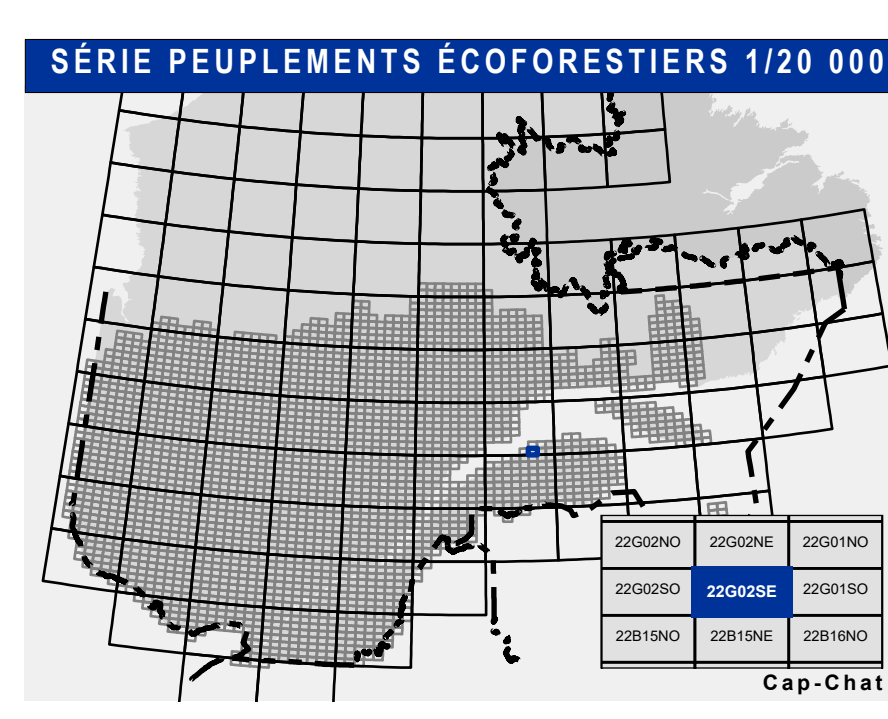 SÉRIE PEUPLEMENTS ÉCOFORESTIERS 1/20 000
22G02NO 22G02NE 22G01NO
22G02SO 22G02SE 22G01SO
22B15NO 22B15NE 22B16NO
Cap-Chat